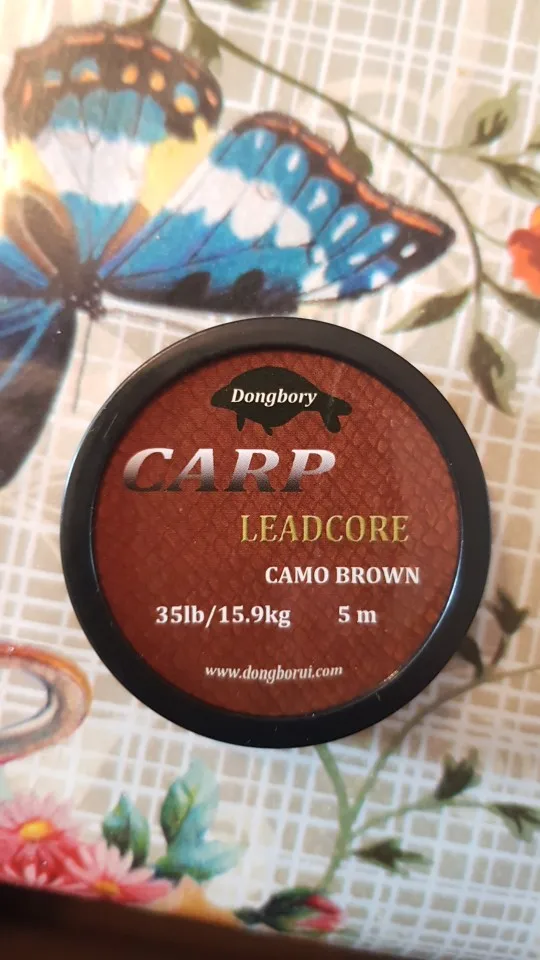 Dongbory
CARP
LEADCORE
CAMO BROWN
35lb/15.9kg 5 m
www.dongborui.com